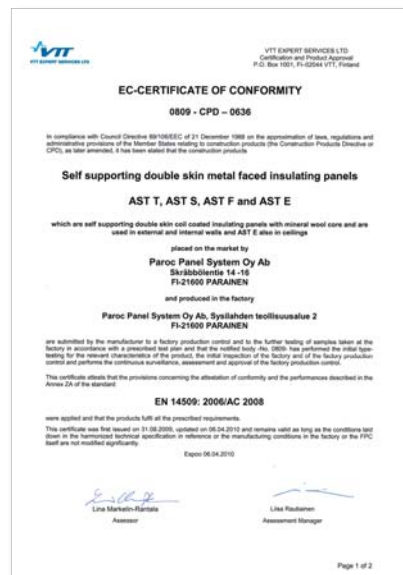 VTT
VTT EXPERT SERVICES LTD
VTT EXPERT SERVICES LTD
Certification and Product Approval
P.O. Box 1001, FI-02044 VTT, Finland
EC-CERTIFICATE OF CONFORMITY
0809 - CPD – 0636
In compliance with Council Directive 89/106/EEC of 21 December 1988 on the approximation of laws, regulations and
administrative provisions of the Member States relating to construction products (the Construction Products Directive or
CPD), as later amended, it has been stated that the construction products
Self supporting double skin metal faced insulating panels
AST T, AST S, AST F and AST E
which are self supporting double skin coil coated insulating panels with mineral wool core and are
used in external and internal walls and AST E also in ceilings
placed on the market by
Paroc Panel System Oy Ab
Skräbbölentie 14 -16
FI-21600 PARAINEN
and produced in the factory
Paroc Panel System Oy Ab, Sysilahden teollisuusalue 2
FI-21600 PARAINEN
are submitted by the manufacturer to a factory production control and to the further testing of samples taken at the
factory in accordance with a prescribed test plan and that the notified body -No. 0809- has performed the initial type-
testing for the relevant characteristics of the product, the initial inspection of the factory and of the factory production
control and performs the continuous surveillance, assessment and approval of the factory production control.
This certificate attests that the provisions concerning the attestation of conformity and the performances described in the
Annex ZA of the standard
EN 14509: 2006/AC 2008
were applied and that the products fulfil all the prescribed requirements.
This certificate was first issued on 31.08.2009, updated on 06.04.2010 and remains valid as long as the conditions laid
down in the harmonized technical specification in reference or the manufacturing conditions in the factory or the FPC
itself are not modified significantly.
Espoo 06.04.2010
Lina Markelin-Rantala
Liisa Rautiainen
Assessor
Assessment Manager
Page 1 of 2